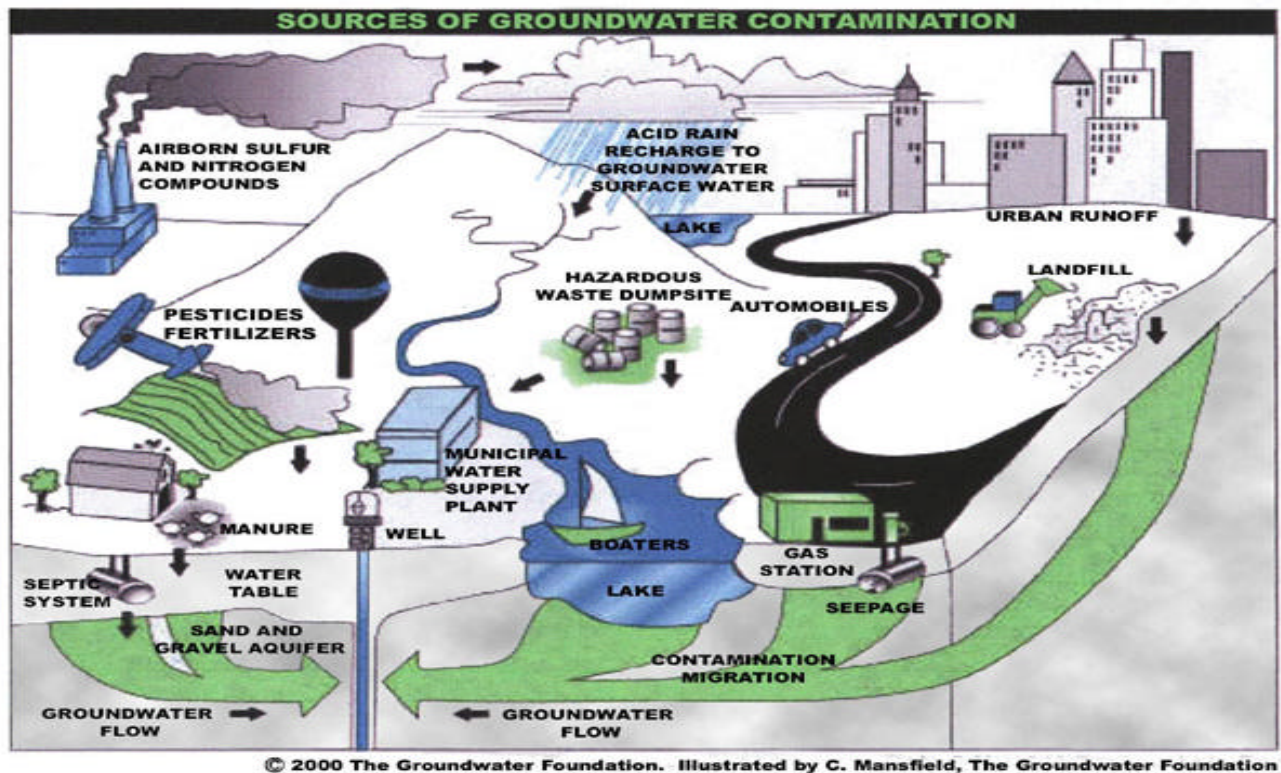 SOURCES OF GROUNDWATER CONTAMINATION
AIRBORN SULFUR
AND NITROGEN
COMPOUNDS
ACID RAIN
RECHARGE TO
GROUNDWATER
SURFACE WATER
LAKE
URBAN RUNOFF
PESTICIDES
FERTILIZERS
HAZARDOUS
WASTE DUMPSITE
AUTOMOBILES
LANDFILL
MUNICIPAL
WATER
SUPPLY
PLANT
MANURE
WELL
BOATERS
GAS
STATION
SEPTIC
SYSTEM
WATER
TABLE
LAKE
SEEPAGE
SAND AND
GRAVEL AQUIFER
CONTAMINATION
MIGRATION
GROUNDWATER
FLOW
GROUNDWATER
FLOW
© 2000 The Groundwater Foundation. Illustrated by C. Mansfield, The Groundwater Foundation